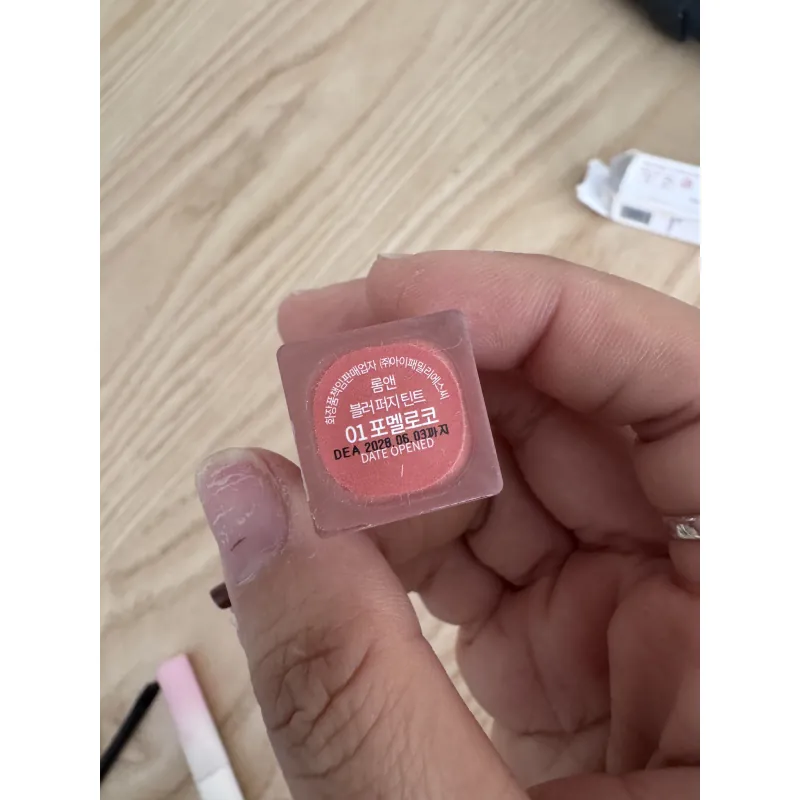 화장품책임판매업자 ㈜아이패밀리에스씨
롬앤
블러 퍼지 틴트
01 포멜로코
DEA 2028.06.03까지
DATE OPENED
/